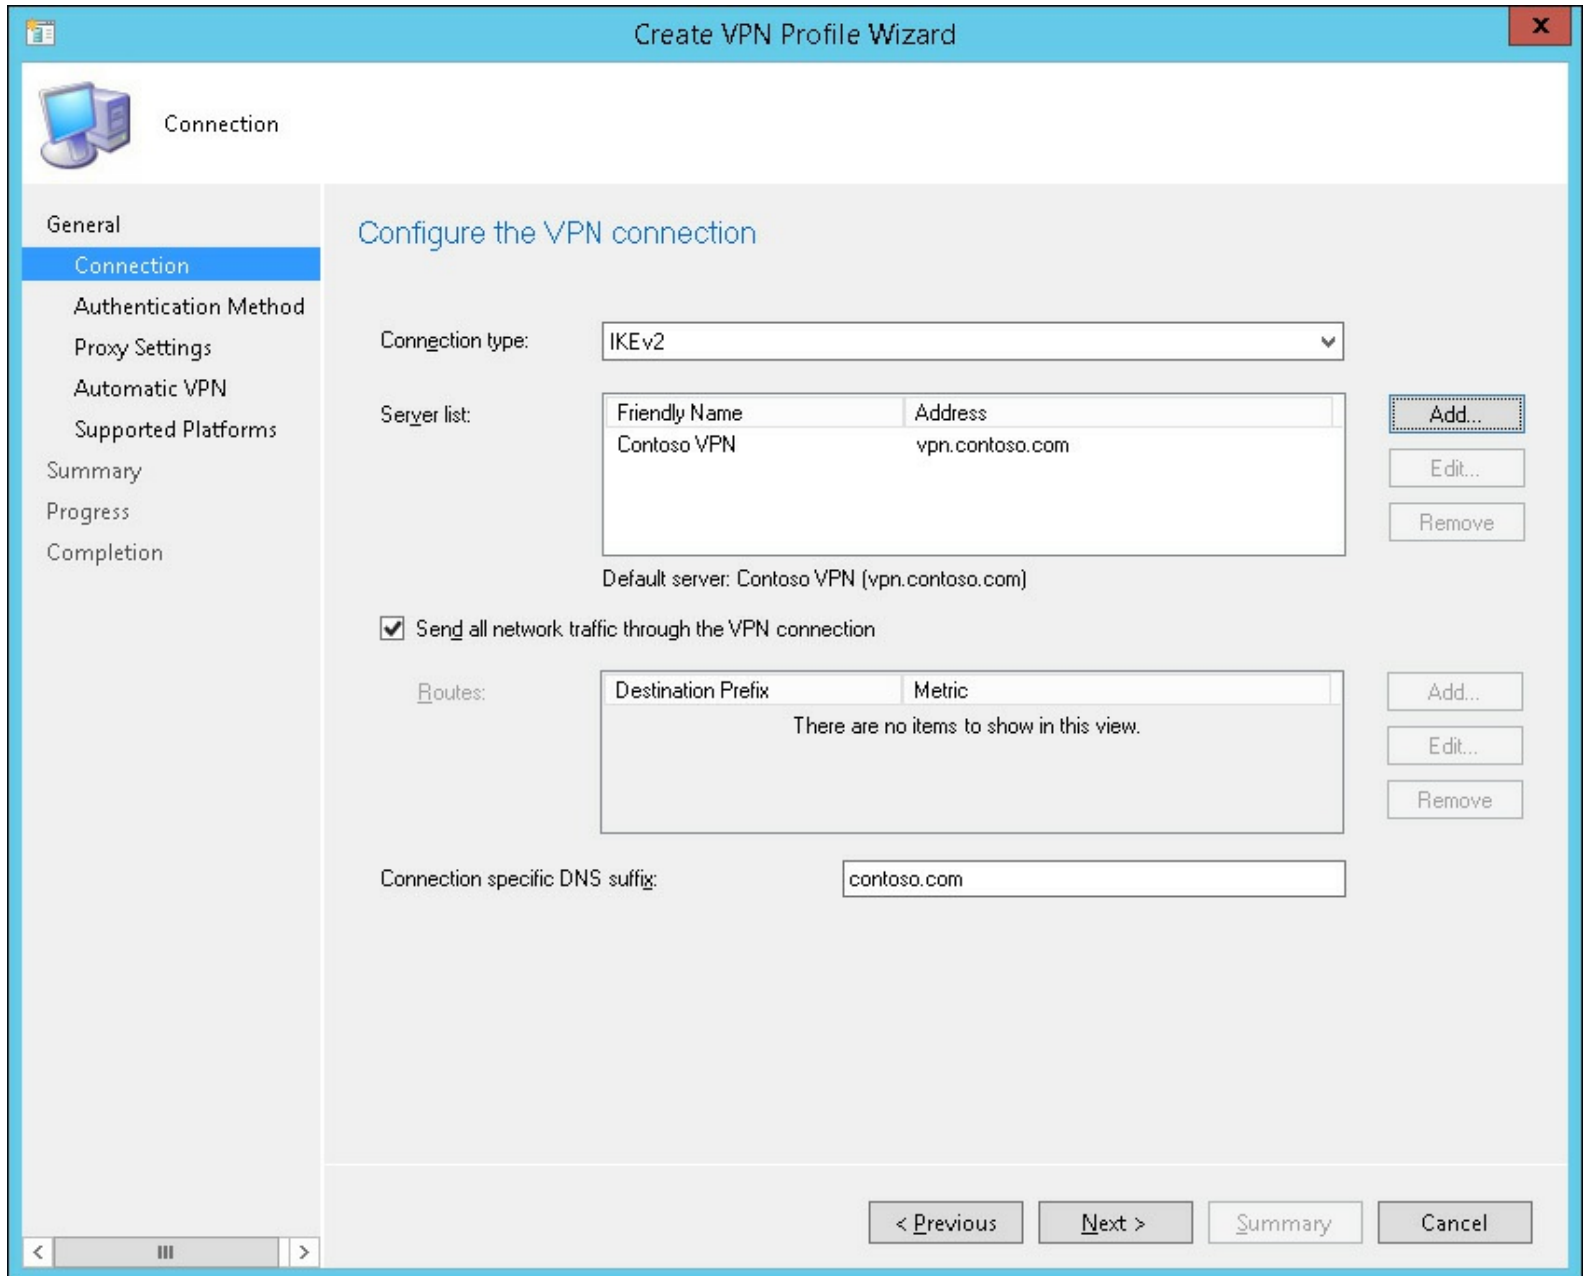 Create VPN Profile Wizard
x
Connection
General
Connection
Authentication Method
Proxy Settings
Automatic VPN
Supported Platforms
Summary
Progress
Completion
Configure the VPN connection
Connection type: IKEv2
Server list: Friendly Name Address Add...
Contoso VPN vpn.contoso.com
Edit...
Remove
Default server: Contoso VPN (vpn.contoso.com)
Send all network traffic through the VPN connection
Routes: Destination Prefix Metric Add...
There are no items to show in this view.
Edit...
Remove
Connection specific DNS suffix: contoso.com
< Previous Next > Summary Cancel